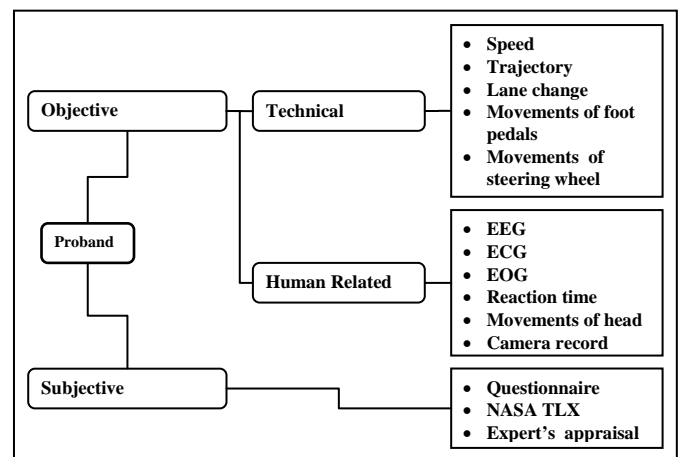 Objective
Technical
• Speed
• Trajectory
• Lane change
• Movements of foot
pedals
• Movements of
steering wheel
Proband
Human Related
• EEG
• ECG
• EOG
• Reaction time
• Movements of head
• Camera record
Subjective
• Questionnaire
• NASA TLX
• Expert’s appraisal